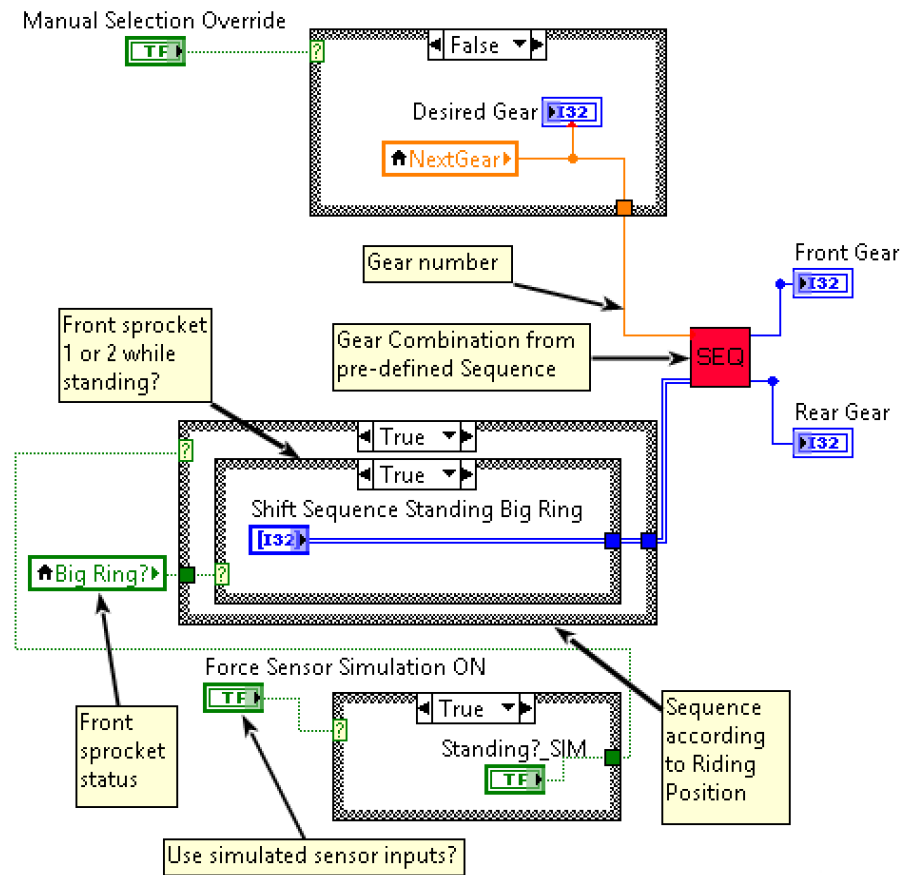 Manual Selection Override
TF
?
False
Desired Gear
I32
NextGear
Gear number
Front Gear
I32
Front sprocket
1 or 2 while
standing?
Gear Combination from
pre-defined Sequence
SEQ
Rear Gear
I32
True
?
True
Shift Sequence Standing Big Ring
[I32]
Big Ring?
?
Force Sensor Simulation ON
TF
True
?
Standing?_SIM
TF
Front
sprocket
status
Sequence
according
to Riding
Position
Use simulated sensor inputs?